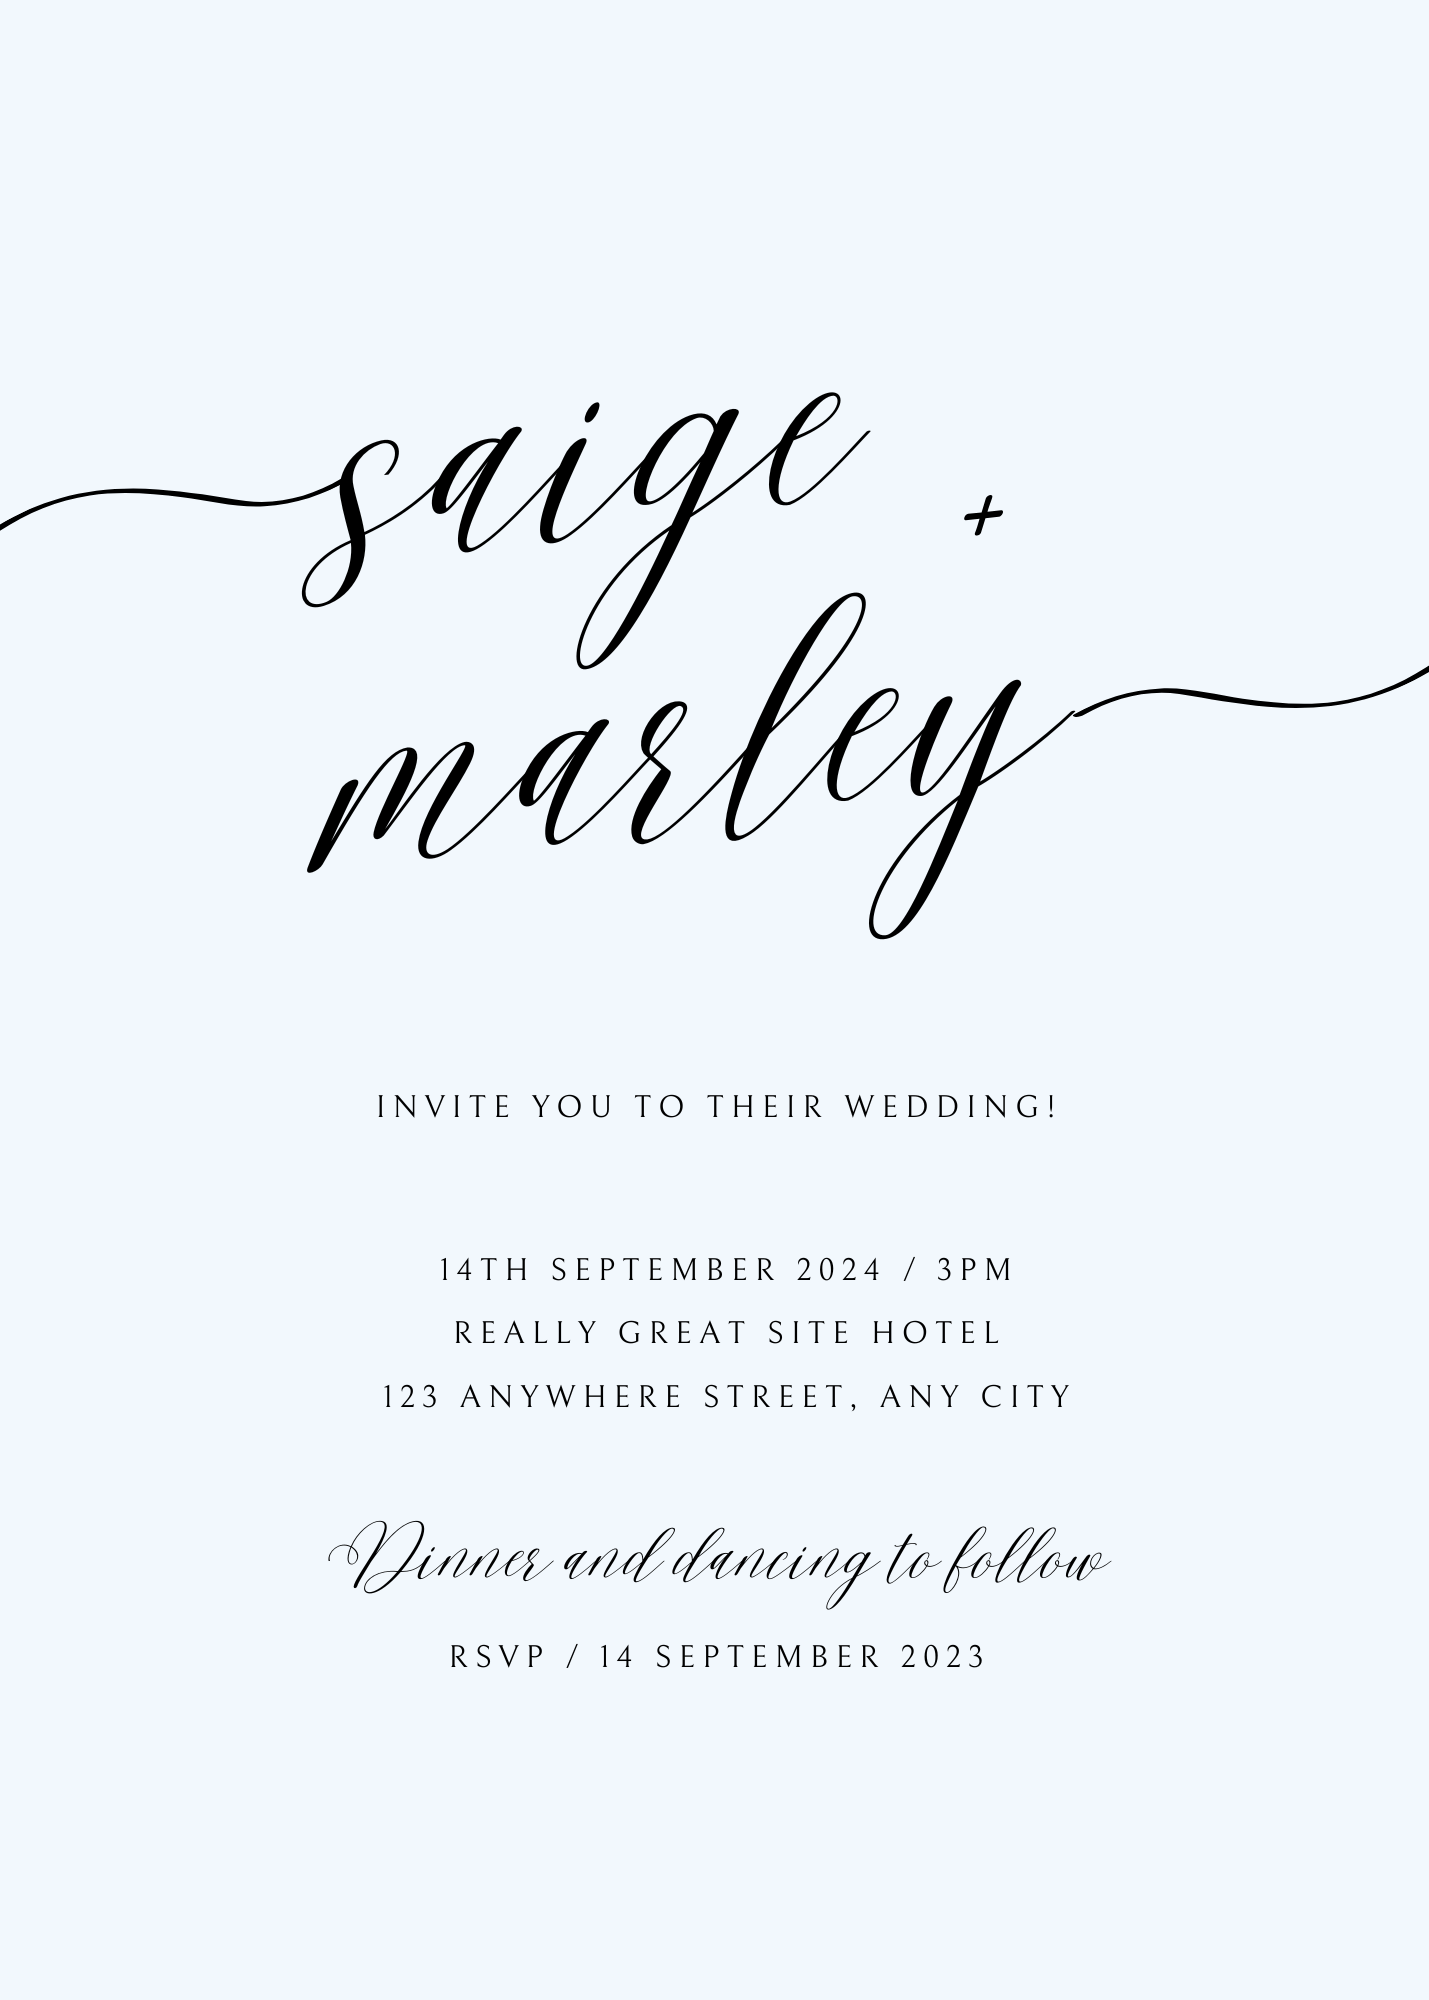 saige
+
marley
INVITE YOU TO THEIR WEDDING!
14TH SEPTEMBER 2024 / 3PM
REALLY GREAT SITE HOTEL
123 ANYWHERE STREET, ANY CITY
Dinner and dancing to follow
RSVP / 14 SEPTEMBER 2023